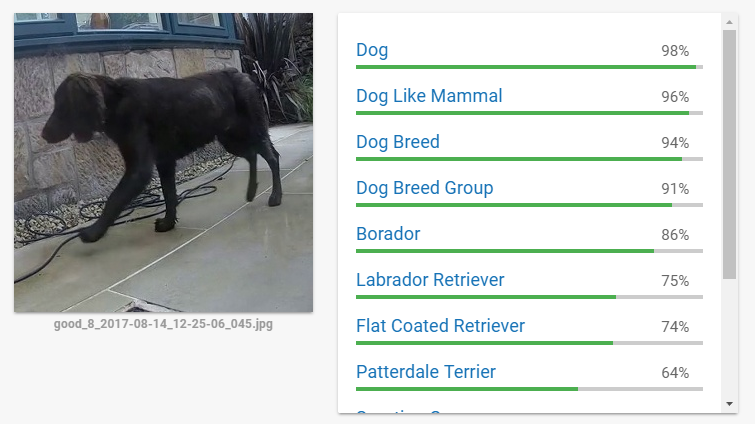 Dog 98%
Dog Like Mammal 96%
Dog Breed 94%
Dog Breed Group 91%
Borador 86%
Labrador Retriever 75%
Flat Coated Retriever 74%
Patterdale Terrier 64%
good_8_2017-08-14_12-25-06_045.jpg